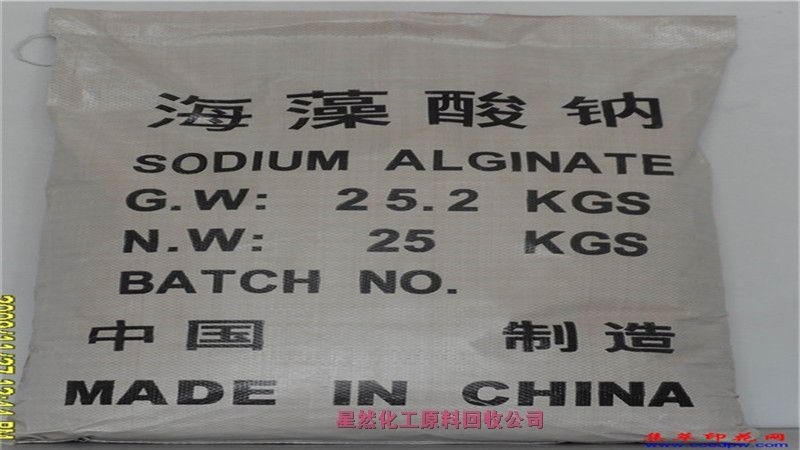 海藻酸钠
SODIUM ALGINATE
G.W: 25.2 KGS
N.W: 25 KGS
BATCH NO.
中国 制造
MADE IN CHINA
星然化工原料回收公司